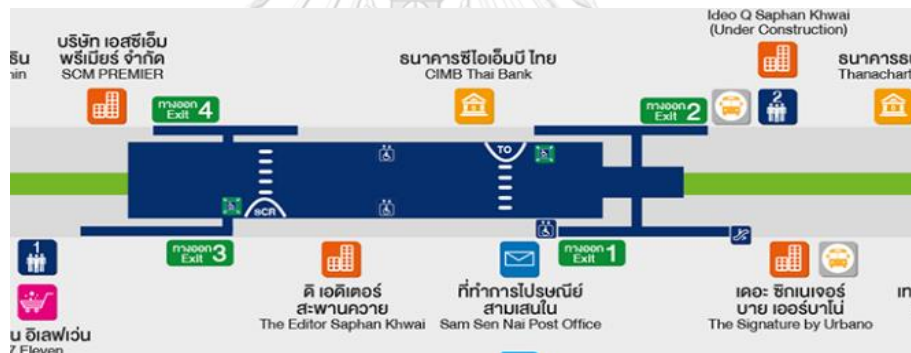 Ideo Q Saphan Khwai
(Under Construction)
บริษัท เอสซีเอ็ม
พรีเมียร์ จำกัด
SCM PREMIER
ธนาคารซีไอเอ็มบี ไทย
CIMB Thai Bank
ธนาคารธ
Thanachart
ธิน
hin
ทางออก
Exit 4
ทางออก
Exit 2
2
TO
SCR
ทางออก
Exit 3
ทางออก
Exit 1
1
ดิ เอดิเตอร์
สะพานควาย
The Editor Saphan Khwai
ที่ทำการไปรษณีย์
สามเสนใน
Sam Sen Nai Post Office
เดอะ ซิกเนเจอร์
บาย เออร์บาโน่
The Signature by Urbano
เท
น อีเลฟเว่น
7 Eleven